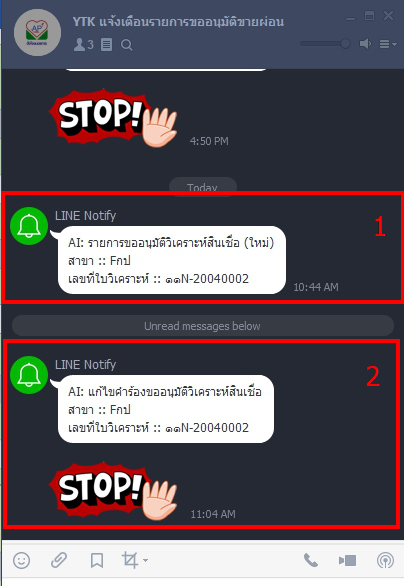 YTK แจ้งเตือนรายการขออนุมัติขายผ่อน
3
STOP!
4:50 PM
Today
1
LINE Notify
AI: รายการขออนุมัติวิเคราะห์สินเชื่อ (ใหม่)
สาขา :: Fกป
เลขที่ใบวิเคราะห์ :: ๑๑N-20040002
10:44 AM
Unread messages below
2
LINE Notify
AI: แก้ไขคำร้องขออนุมัติวิเคราะห์สินเชื่อ
สาขา :: Fกป
เลขที่ใบวิเคราะห์ :: ๑๑N-20040002
STOP!
11:04 AM